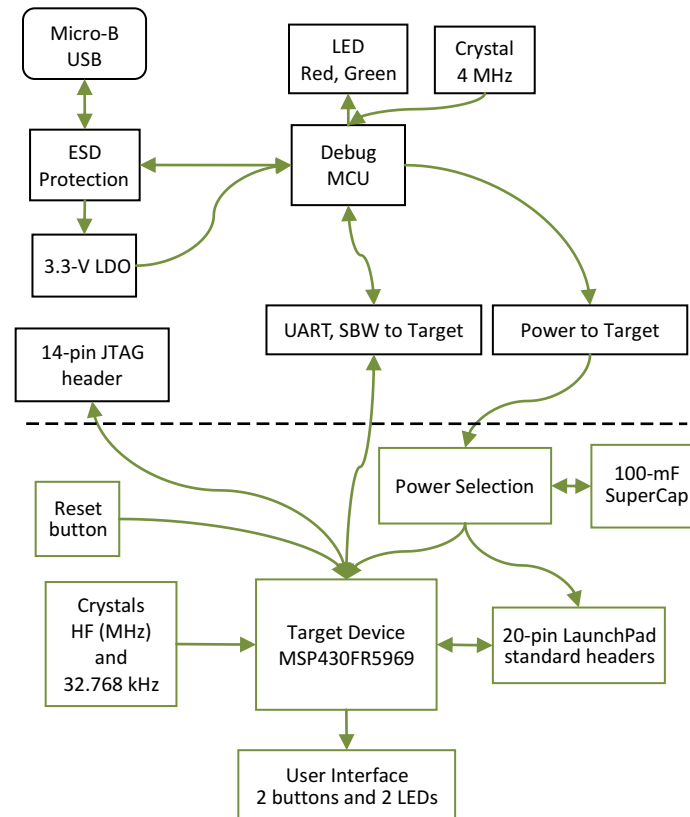 Micro-B
USB
LED
Red, Green
Crystal
4 MHz
ESD
Protection
Debug
MCU
3.3-V LDO
UART, SBW to Target
Power to Target
14-pin JTAG
header
Power Selection
100-mF
SuperCap
Reset
button
Crystals
HF (MHz)
and
32.768 kHz
Target Device
MSP430FR5969
20-pin LaunchPad
standard headers
User Interface
2 buttons and 2 LEDs